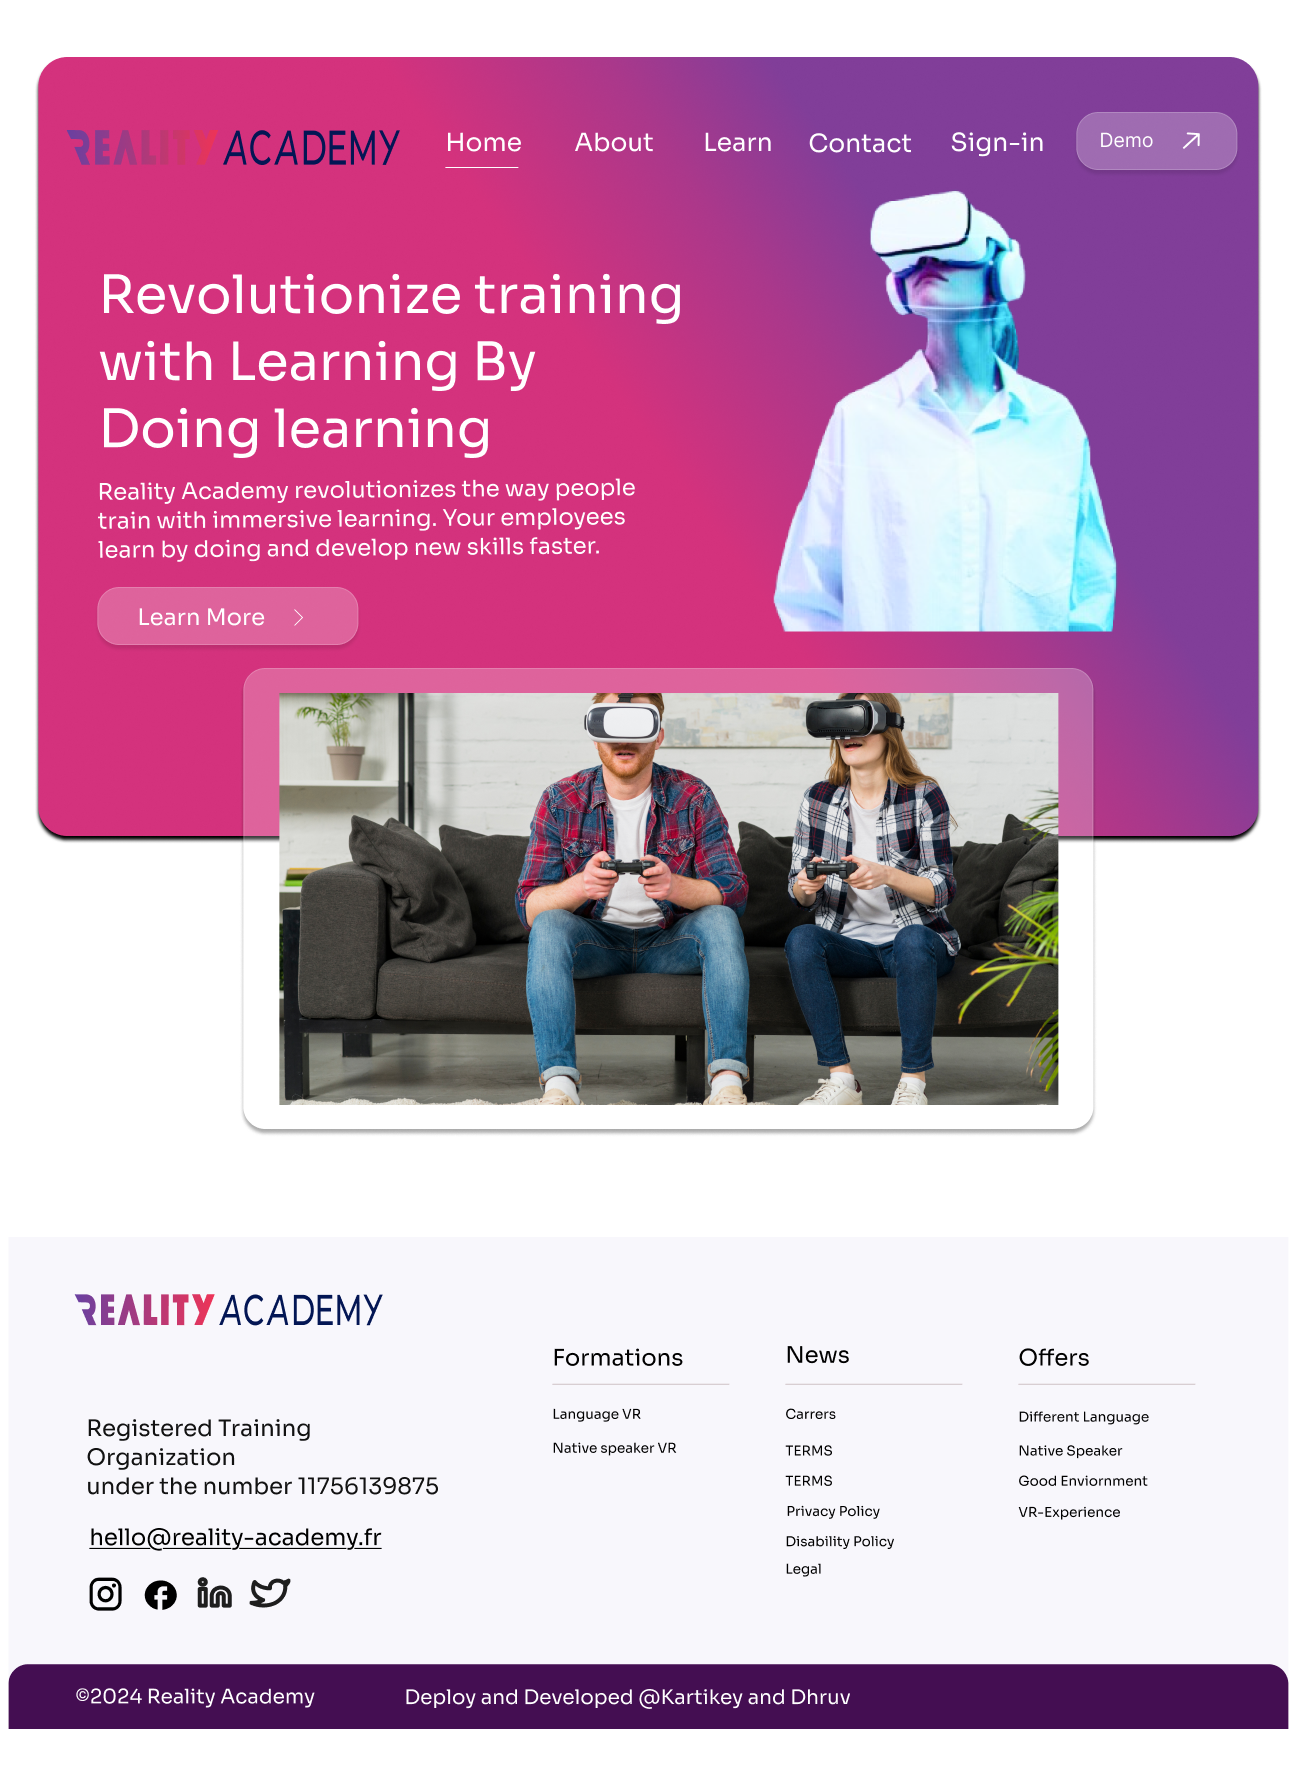 REALITY ACADEMY
Home
About
Learn
Contact
Sign-in
Demo
Revolutionize training
with Learning By
Doing learning
Reality Academy revolutionizes the way people
train with immersive learning. Your employees
learn by doing and develop new skills faster.
Learn More
REALITY ACADEMY
Registered Training
Organization
under the number 11756139875
hello@reality-academy.fr
Formations
Language VR
Native speaker VR
News
Carrers
TERMS
TERMS
Privacy Policy
Disability Policy
Legal
Offers
Different Language
Native Speaker
Good Enviornment
VR-Experience
©2024 Reality Academy
Deploy and Developed @Kartikey and Dhruv